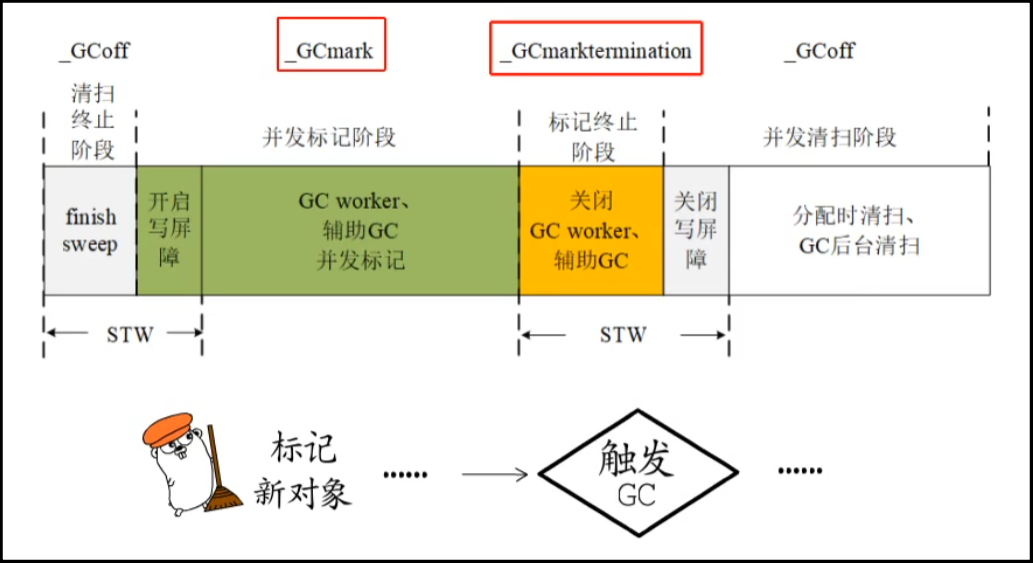 _GCoff
_GCmark
_GCmarktermination
_GCoff
清扫
终止
阶段
并发标记阶段
标记终止
阶段
并发清扫阶段
finish
sweep
开启
写屏
障
GC worker、
辅助GC
并发标记
关闭
GC worker、
辅助GC
关闭
写屏
障
分配时清扫、
GC后台清扫
STW
STW
标记
新对象
……
触发
GC
……